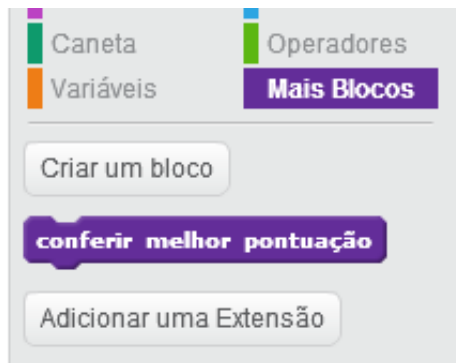 Caneta Operadores
Variáveis Mais Blocos
Criar um bloco
conferir melhor pontuação
Adicionar uma Extensão